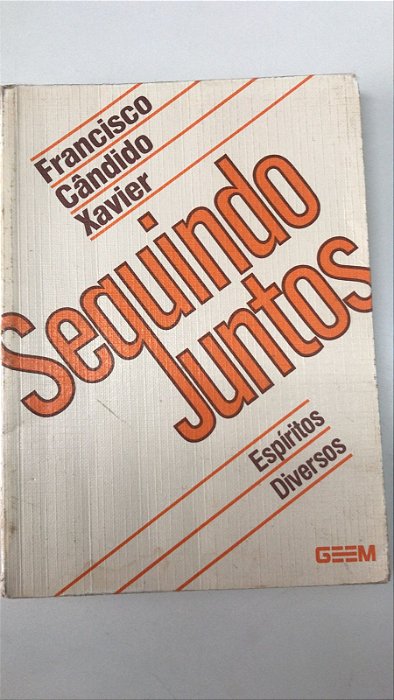 Francisco
Cândido
Xavier
Seguindo
Juntos
Espíritos
Diversos
GEEM